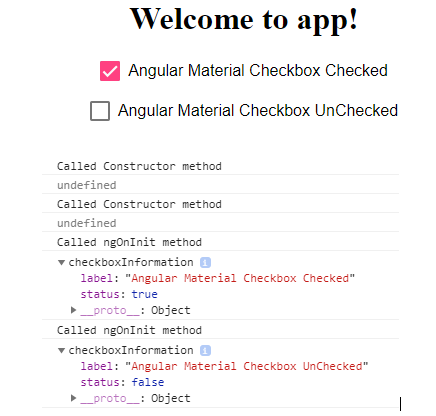 Welcome to app!
Angular Material Checkbox Checked
Angular Material Checkbox UnChecked
Called Constructor method
undefined
Called Constructor method
undefined
Called ngOnInit method
checkboxInformation i
label: "Angular Material Checkbox Checked"
status: true
__proto__: Object
Called ngOnInit method
checkboxInformation i
label: "Angular Material Checkbox UnChecked"
status: false
__proto__: Object